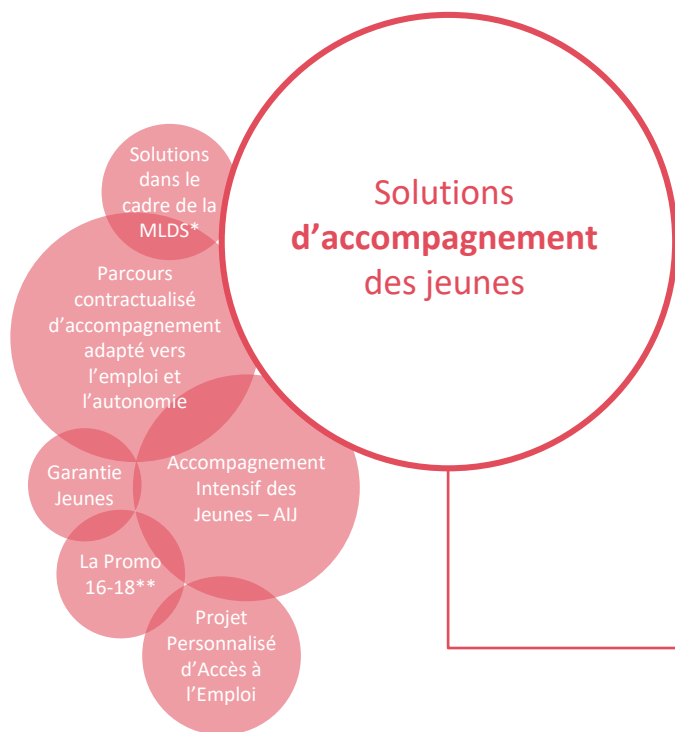 Solutions
dans le
cadre de la
MLDS*
Solutions
d’accompagnement
des jeunes
Parcours
contractualisé
d’accompagnement
adapté vers
l’emploi et
l’autonomie
Garantie
Jeunes
Accompagnement
Intensif des
Jeunes – AIJ
La Promo
16-18**
Projet
Personnalisé
d’Accès à
l’Emploi